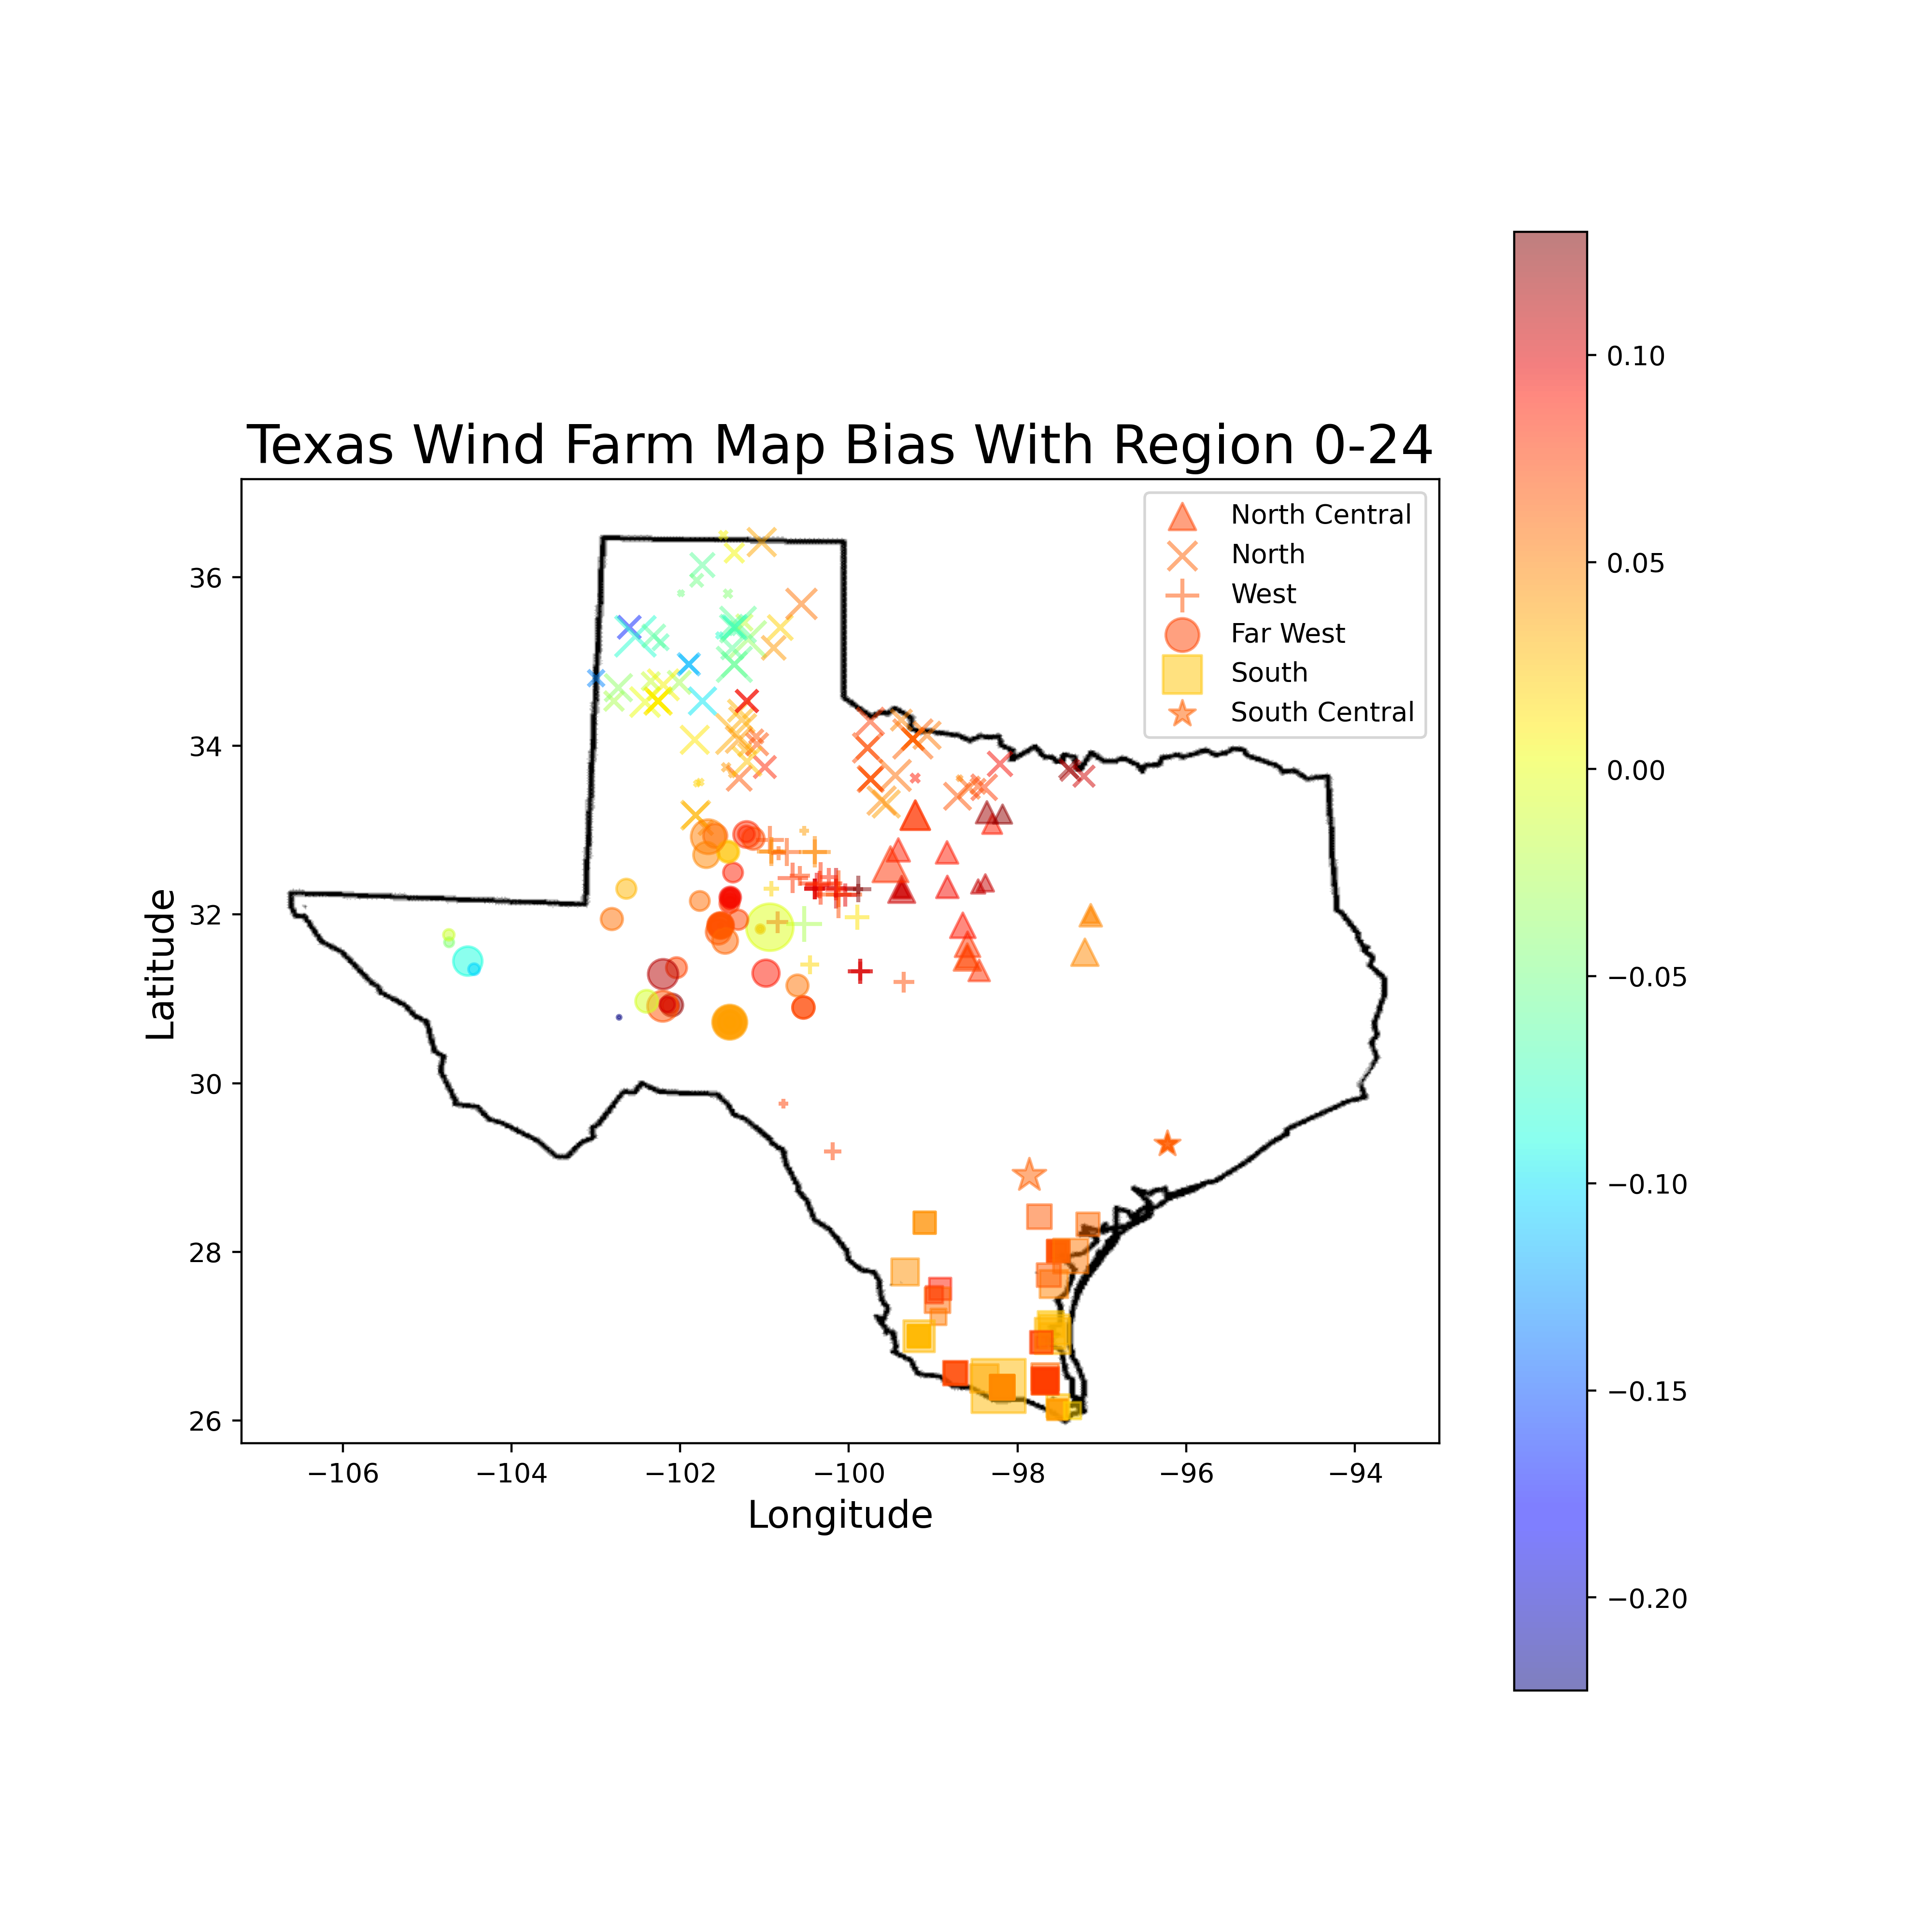 Texas Wind Farm Map Bias With Region 0-24
North Central
North
West
Far West
South
South Central
Latitude
36
34
32
30
28
26
−106 −104 −102 −100 −98 −96 −94
Longitude
0.10
0.05
0.00
−0.05
−0.10
−0.15
−0.20